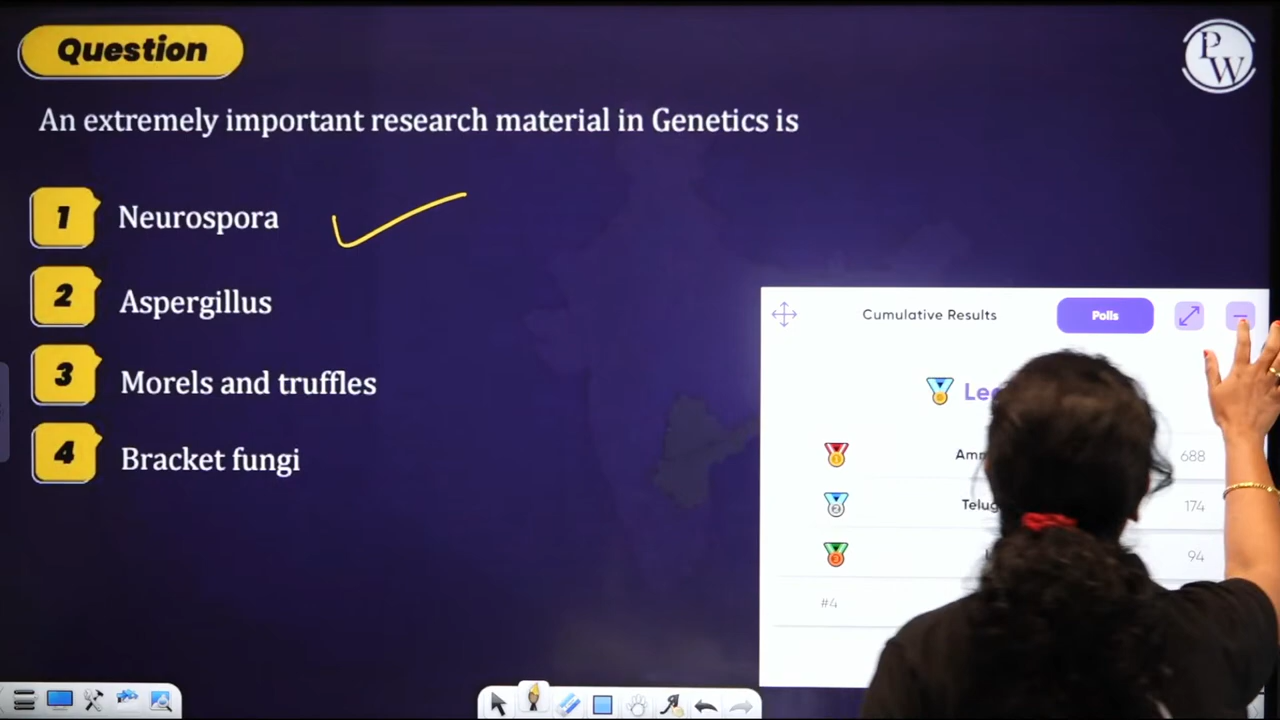 Question
PW
An extremely important research material in Genetics is
1 Neurospora
2 Aspergillus
3 Morels and truffles
4 Bracket fungi
Cumulative Results
Polls
688
174
94
#4